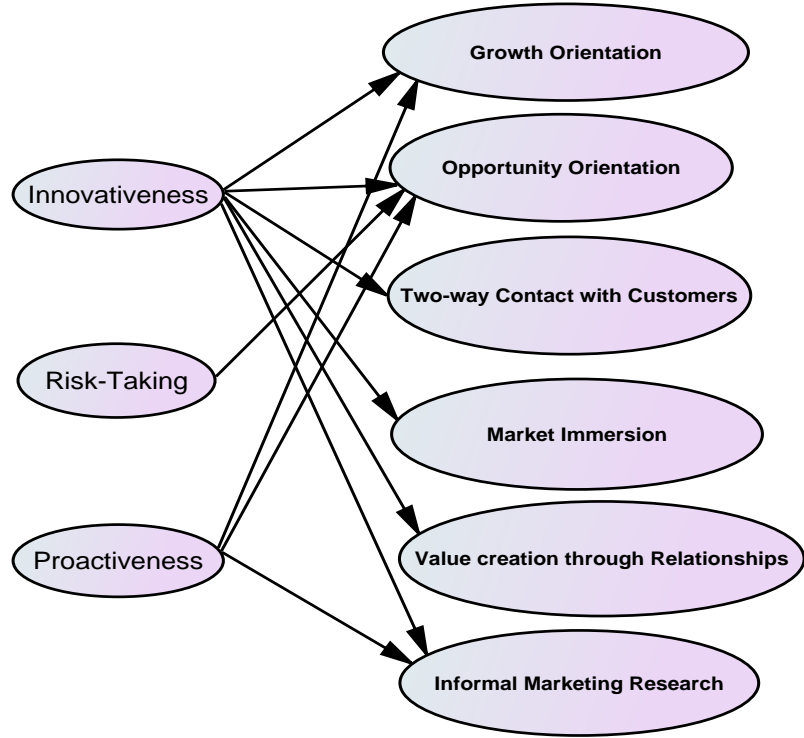 Growth Orientation
Opportunity Orientation
Innovativeness
Two-way Contact with Customers
Risk-Taking
Market Immersion
Proactiveness
Value creation through Relationships
Informal Marketing Research